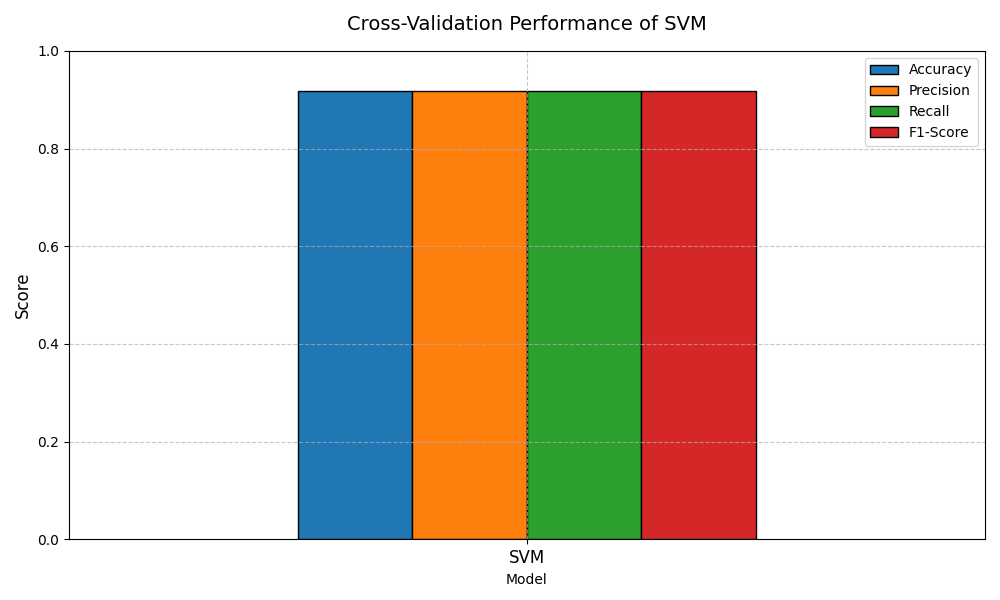 Cross-Validation Performance of SVM
1.0
0.8
0.6
0.4
0.2
0.0
Score
Accuracy
Precision
Recall
F1-Score
SVM
Model